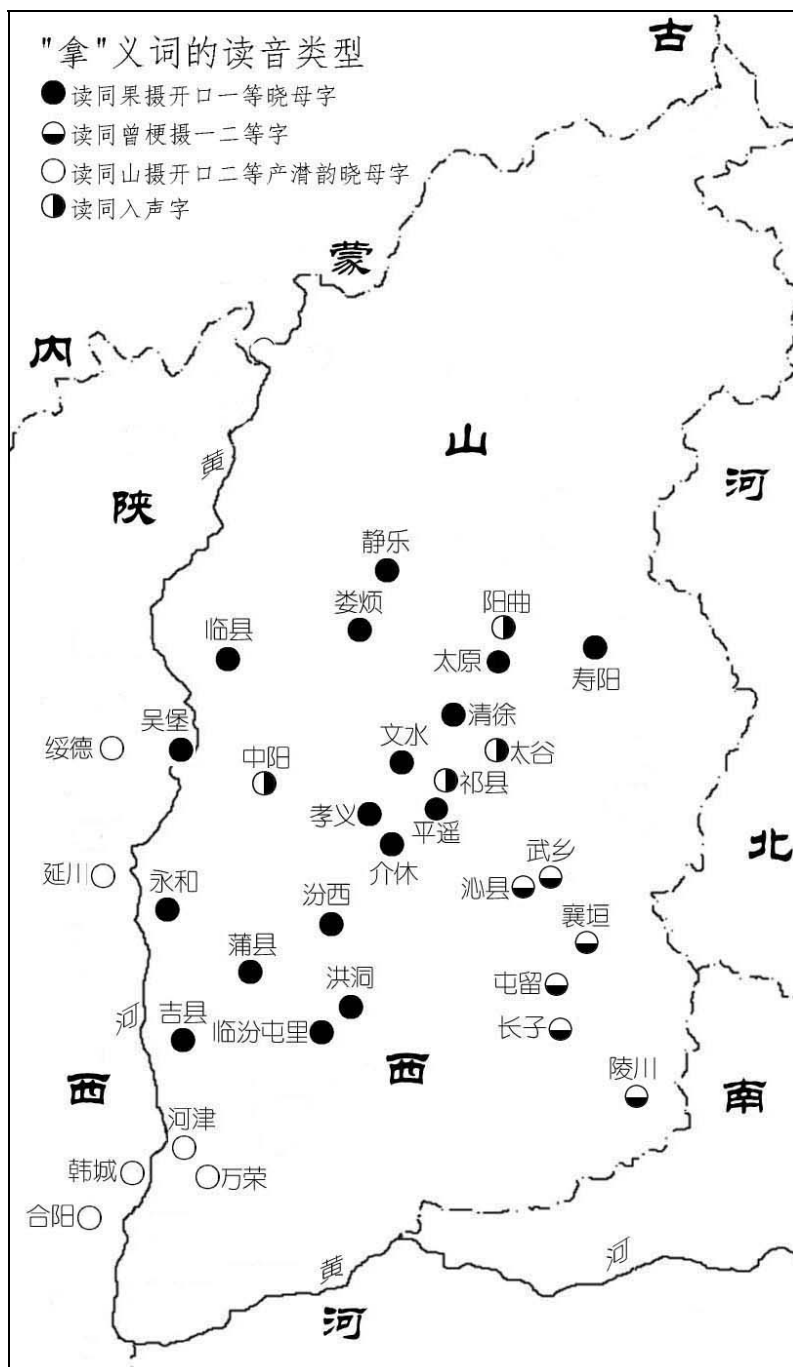 "拿"义词的读音类型
读同果摄开口一等晓母字
读同曾梗摄一二等字
读同山摄开口二等产潸韵晓母字
读同入声字
古
蒙
内
山
黄
河
陕
静乐
娄烦
阳曲
临县
太原
寿阳
吴堡
清徐
绥德
文水
太谷
中阳
祁县
孝义
平遥
北
介休
武乡
延川
永和
沁县
汾西
襄垣
蒲县
洪洞
屯留
河
吉县
临汾屯里
长子
西
西
陵川
南
河津
韩城
万荣
合阳
黄
河
河